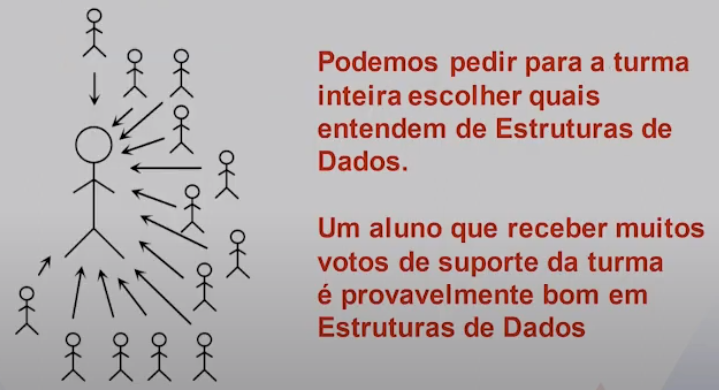 Podemos pedir para a turma
inteira escolher quais
entendem de Estruturas de
Dados.
Um aluno que receber muitos
votos de suporte da turma
é provavelmente bom em
Estruturas de Dados